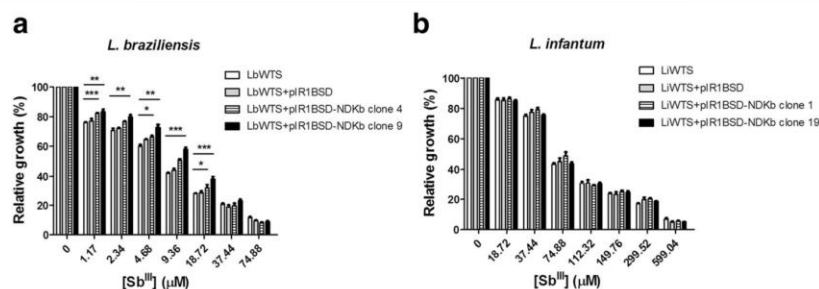 a
L. braziliensis
LbWTS
LbWTS+pIR1BSD
LbWTS+pIR1BSD-NDKb clone 4
LbWTS+pIR1BSD-NDKb clone 9
Relative growth (%)
100
80
60
40
20
0
** ** ** *** ***
*** * *
0 1.17 2.34 4.68 9.36 18.72 37.44 74.88
[Sbᴵᴵᴵ] (µM)
b
L. infantum
LiWTS
LiWTS+pIR1BSD
LiWTS+pIR1BSD-NDKb clone 1
LiWTS+pIR1BSD-NDKb clone 19
Relative growth (%)
100
80
60
40
20
0
0 18.72 37.44 74.88 112.32 149.76 299.52 599.04
[Sbᴵᴵᴵ] (µM)